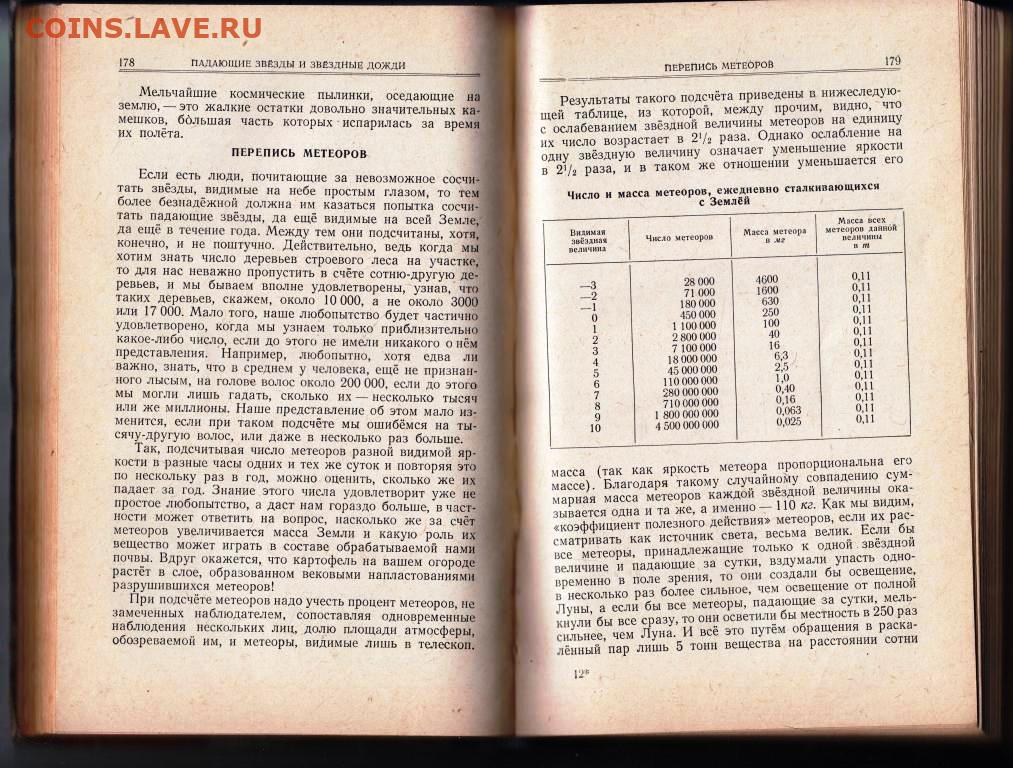 COINS.LAVE.RU
178 ПАДАЮЩИЕ ЗВЁЗДЫ И ЗВЁЗДНЫЕ ДОЖДИ
Мельчайшие космические пылинки, оседающие на
землю, — это жалкие остатки довольно значительных ка-
мешков, бо́льшая часть которых испарилась за время
их полёта.
ПЕРЕПИСЬ МЕТЕОРОВ
Если есть люди, почитающие за невозможное сосчи-
тать звёзды, видимые на небе простым глазом, то тем
более безнадёжной должна им казаться попытка сосчи-
тать падающие звёзды, да ещё видимые на всей Земле,
да ещё в течение года. Между тем они подсчитаны, хотя,
конечно, и не поштучно. Действительно, ведь когда мы
хотим знать число деревьев строевого леса на участке,
то для нас неважно пропустить в счёте сотню-другую де-
ревьев, и мы бываем вполне удовлетворены, узнав, что
таких деревьев, скажем, около 10 000, а не около 3000
или 17 000. Мало того, наше любопытство будет частично
удовлетворено, когда мы узнаем только приблизительно
какое-либо число, если до этого не имели никакого о нём
представления. Например, любопытно, хотя едва ли
важно, знать, что в среднем у человека, ещё не признан-
ного лысым, на голове волос около 200 000, если до этого
мы могли лишь гадать, сколько их — несколько тысяч
или же миллионы. Наше представление об этом мало из-
менится, если при таком подсчёте мы ошибёмся на ты-
сячу-другую волос, или даже в несколько раз больше.
Так, подсчитывая число метеоров разной видимой яр-
кости в разные часы одних и тех же суток и повторяя это
по нескольку раз в год, можно оценить, сколько же их
падает за год. Знание этого числа удовлетворит уже не
простое любопытство, а даст нам гораздо больше, в част-
ности может ответить на вопрос, насколько же за счёт
метеоров увеличивается масса Земли и какую роль их
вещество может играть в составе обрабатываемой нами
почвы. Вдруг окажется, что картофель на вашем огороде
растёт в слое, образованном вековыми напластованиями
разрушившихся метеоров!
При подсчёте метеоров надо учесть процент метеоров, не
замеченных наблюдателем, сопоставляя одновременные
наблюдения нескольких лиц, долю площади атмосферы,
обозреваемой им, и метеоры, видимые лишь в телескоп.
ПЕРЕПИСЬ МЕТЕОРОВ 179
Результаты такого подсчёта приведены в нижеследую-
щей таблице, из которой, между прочим, видно, что
с ослабеванием звёздной величины метеоров на единицу
их число возрастает в 2¹/₂ раза. Однако ослабление на
одну звёздную величину означает уменьшение яркости
в 2¹/₂ раза, и в таком же отношении уменьшается его
Число и масса метеоров, ежедневно сталкивающихся
с Землёй
Видимая звёздная величина | Число метеоров | Масса метеора в мг | Масса всех метеоров данной величины в т
—3 28 000 4600 0,11
—2 71 000 1600 0,11
—1 180 000 630 0,11
0 450 000 250 0,11
1 1 100 000 100 0,11
2 2 800 000 40 0,11
3 7 100 000 16 0,11
4 18 000 000 6,3 0,11
5 45 000 000 2,5 0,11
6 110 000 000 1,0 0,11
7 280 000 000 0,40 0,11
8 710 000 000 0,16 0,11
9 1 800 000 000 0,063 0,11
10 4 500 000 000 0,025 0,11
масса (так как яркость метеора пропорциональна его
массе). Благодаря такому случайному совпадению сум-
марная масса метеоров каждой звёздной величины ока-
зывается одна и та же, а именно — 110 кг. Как мы видим,
«коэффициент полезного действия» метеоров, если их рас-
сматривать как источник света, весьма велик. Если бы
все метеоры, принадлежащие только к одной звёздной
величине и падающие за сутки, вздумали упасть одно-
временно в поле зрения, то они создали бы освещение,
в несколько раз более сильное, чем освещение от полной
Луны, а если бы все метеоры, падающие за сутки, мель-
кнули бы все сразу, то они осветили бы местность в 250 раз
сильнее, чем Луна. И всё это путём обращения в раска-
лённый пар лишь 5 тонн вещества на расстоянии сотни
12*